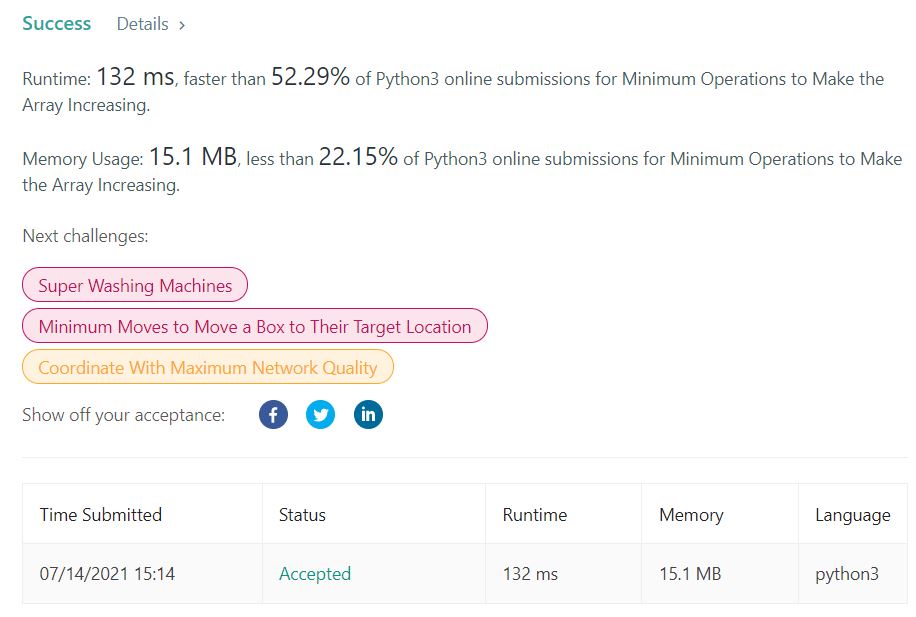 Success Details >
Runtime: 132 ms, faster than 52.29% of Python3 online submissions for Minimum Operations to Make the
Array Increasing.
Memory Usage: 15.1 MB, less than 22.15% of Python3 online submissions for Minimum Operations to Make
the Array Increasing.
Next challenges:
Super Washing Machines
Minimum Moves to Move a Box to Their Target Location
Coordinate With Maximum Network Quality
Show off your acceptance: f in
Time Submitted Status Runtime Memory Language
07/14/2021 15:14 Accepted 132 ms 15.1 MB python3